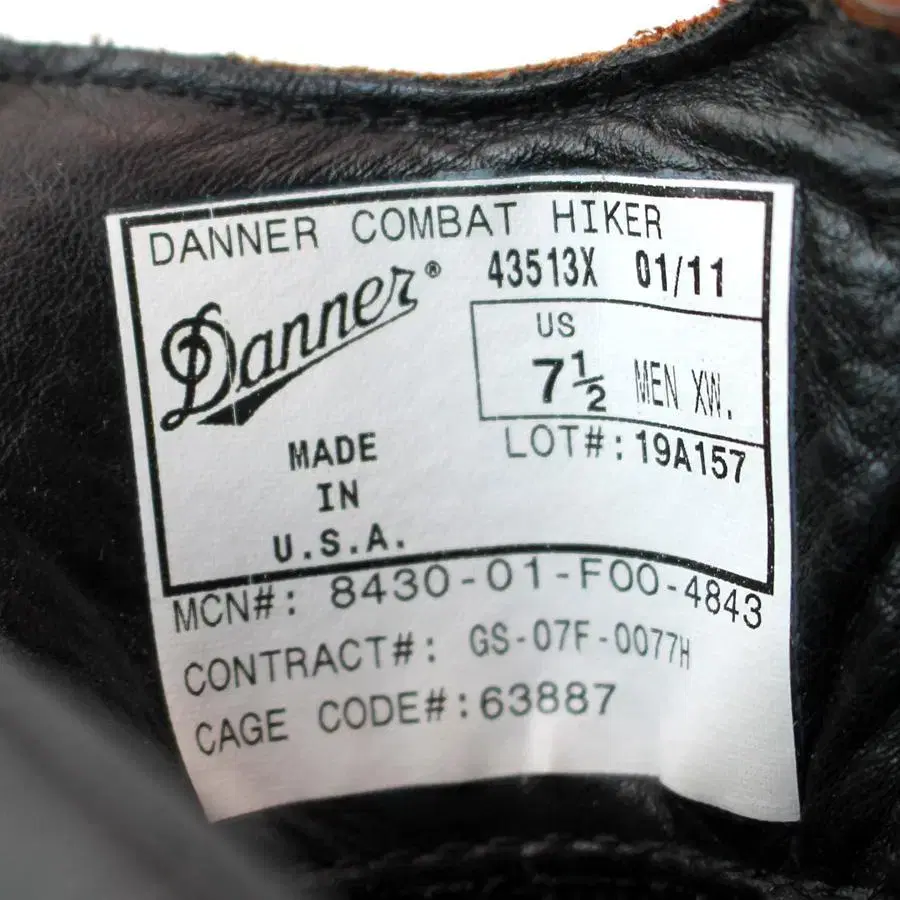 DANNER COMBAT HIKER
43513X 01/11
Danner®
US
7½ MEN XW.
LOT#: 19A157
MADE
IN
U.S.A.
MCN#: 8430-01-F00-4843
CONTRACT#: GS-07F-0077H
CAGE CODE#:63887